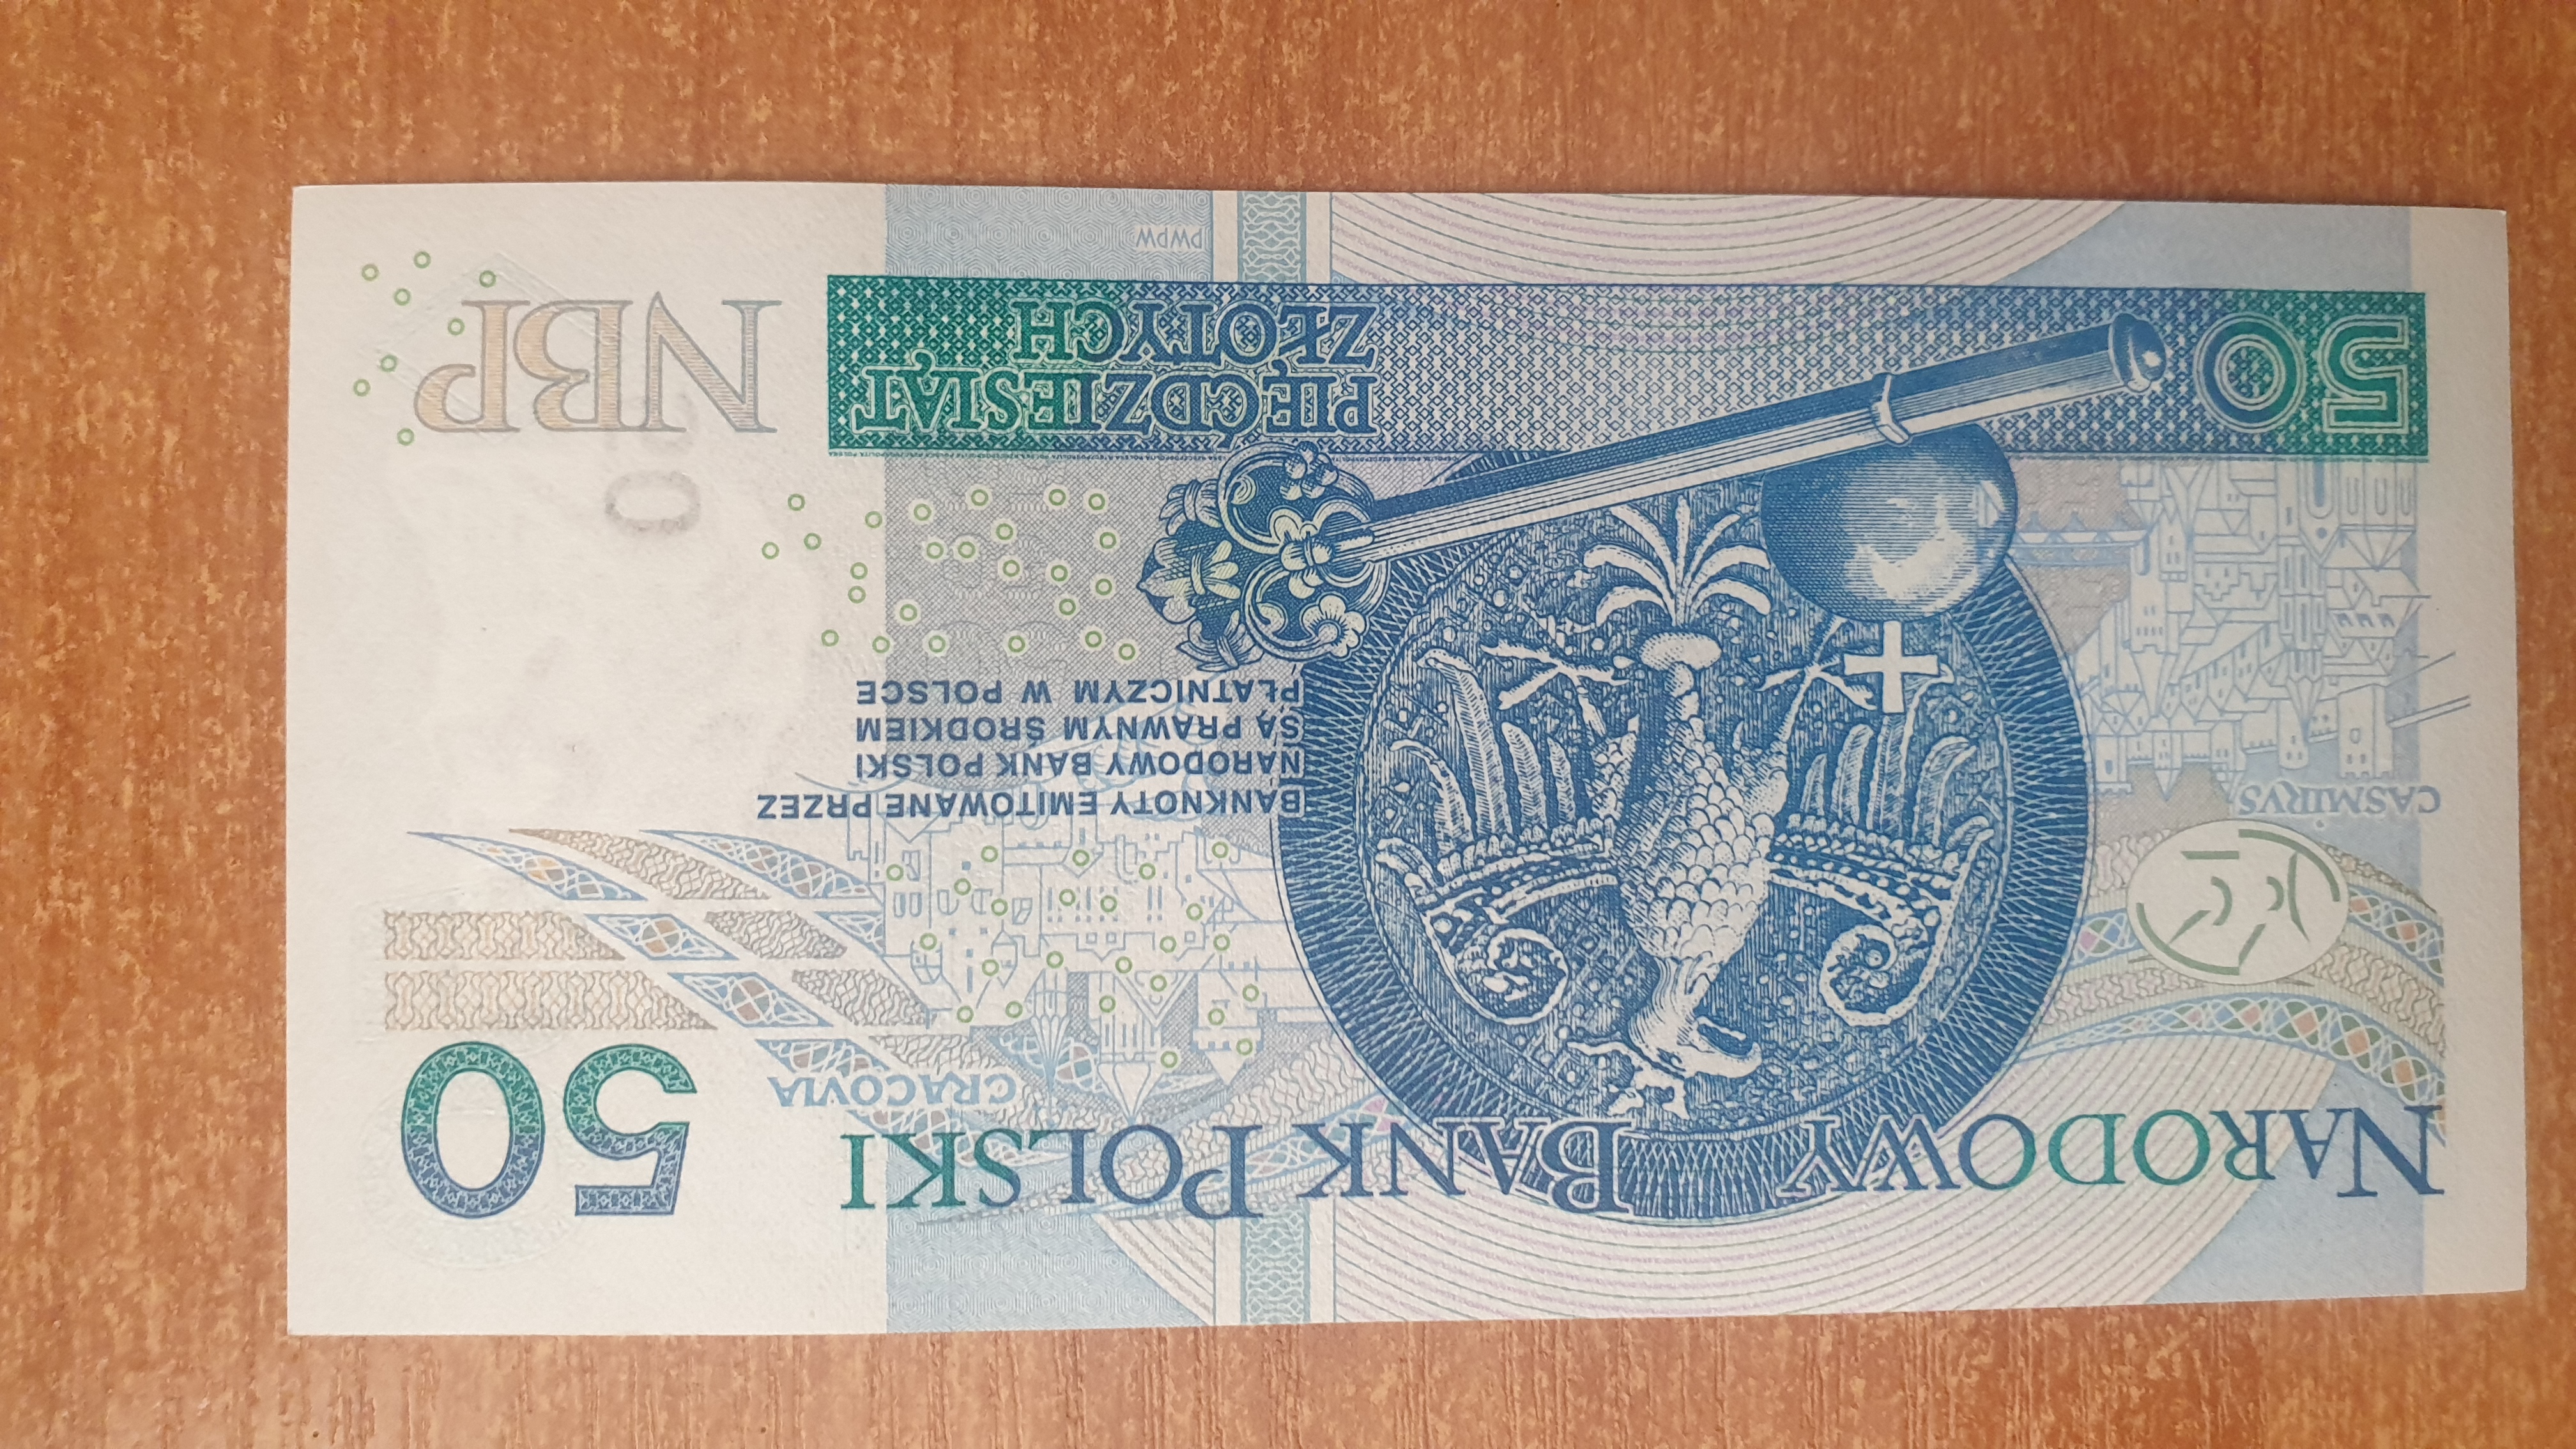 NARODOWY BANK POLSKI 50
CRACOVIA
BANKNOTY EMITOWANE PRZEZ
NARODOWY BANK POLSKI
SĄ PRAWNYM ŚRODKIEM
PŁATNICZYM W POLSCE
CASMIRVS
50
PIĘĆDZIESIĄT
ZŁOTYCH
NBP
PWPW